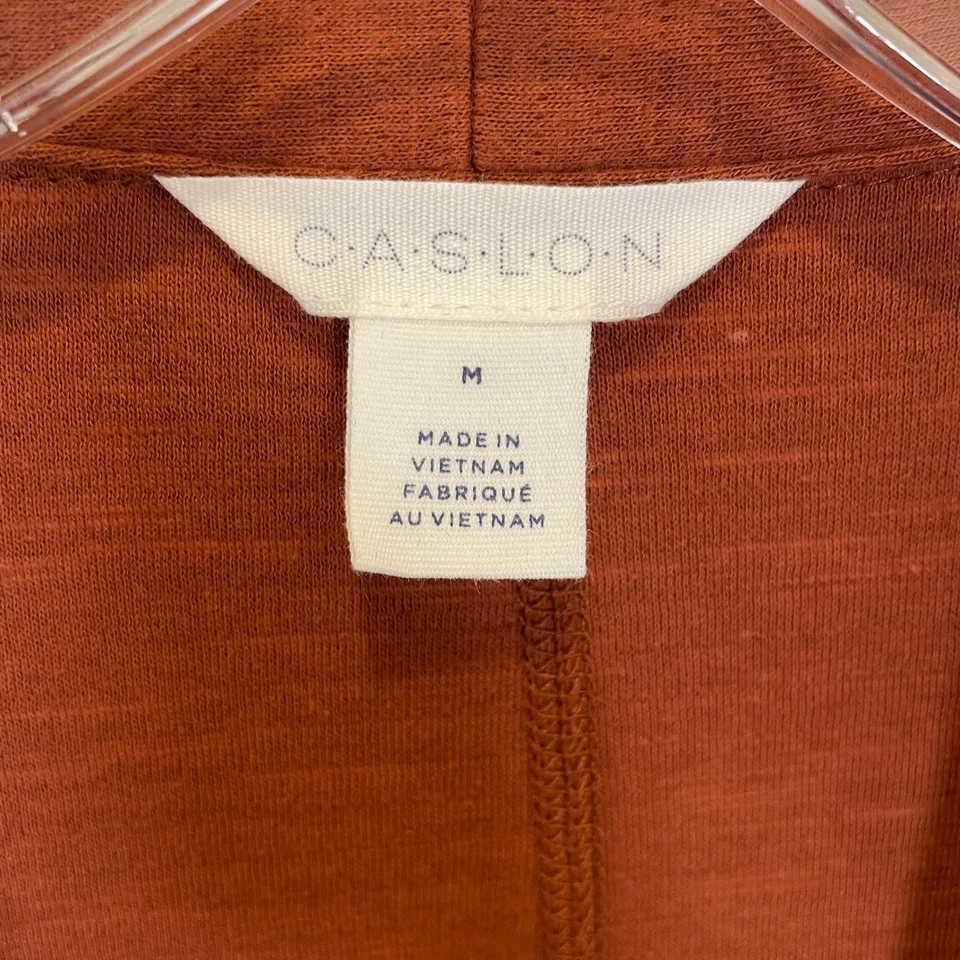 C·A·S·L·O·N
M
MADE IN
VIETNAM
FABRIQUÉ
AU VIETNAM